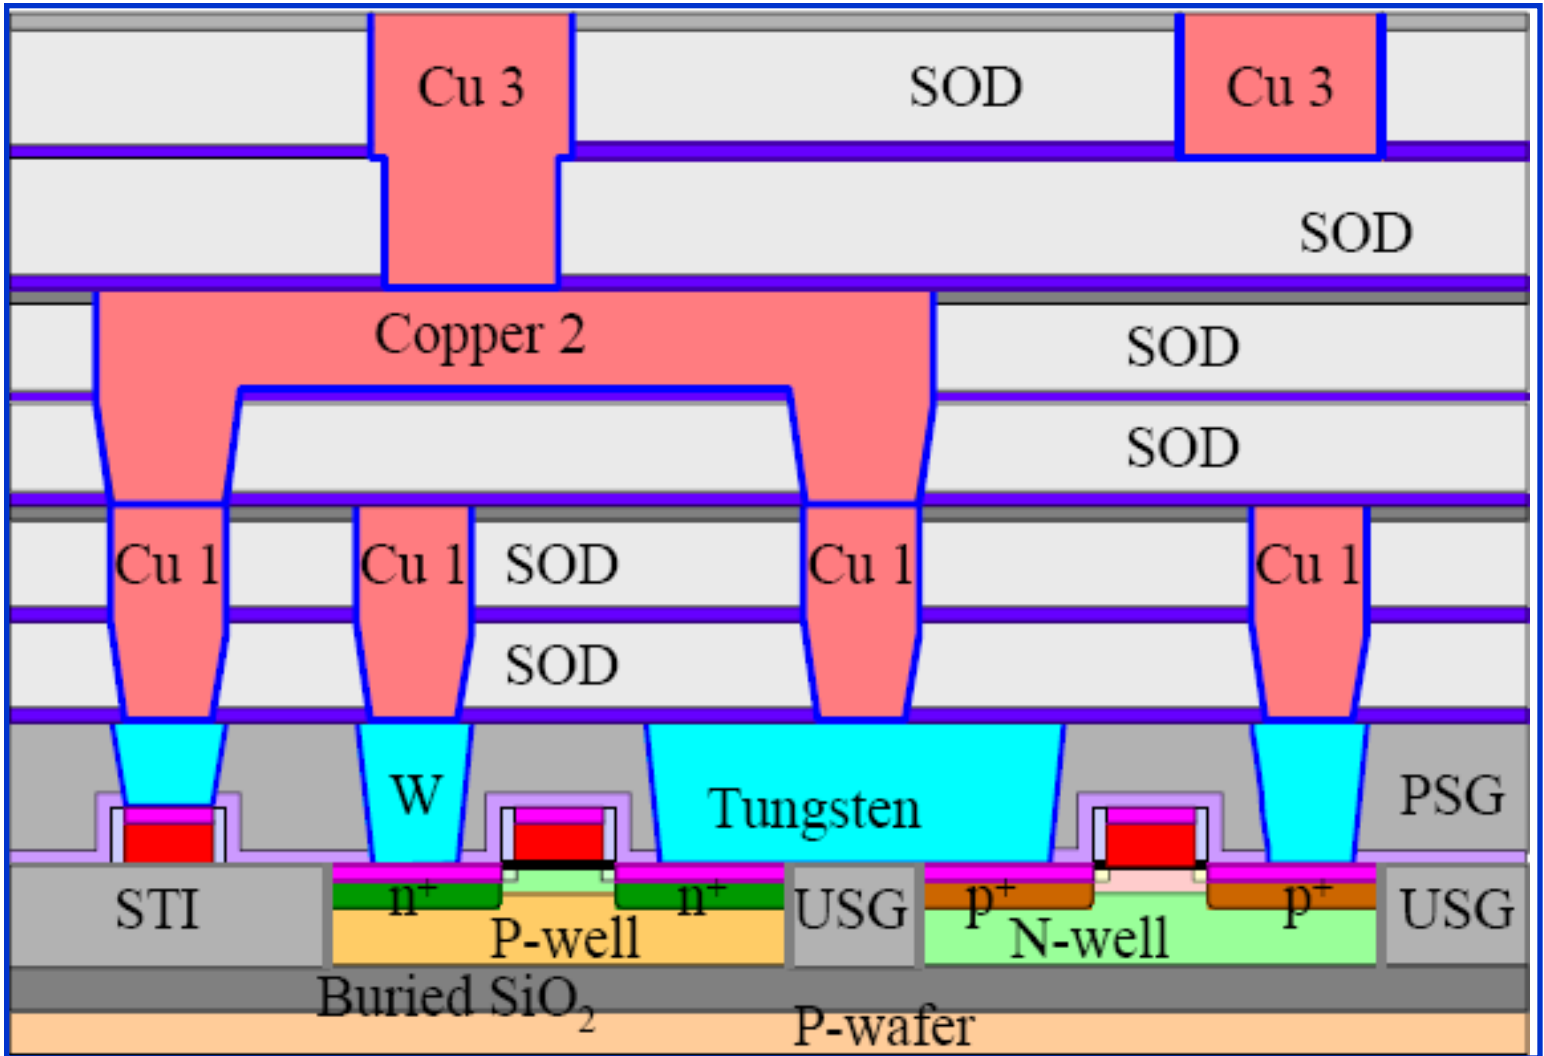 Cu 3
SOD
Cu 3
SOD
Copper 2
SOD
SOD
Cu 1
Cu 1
SOD
Cu 1
Cu 1
SOD
W
Tungsten
PSG
STI
n⁺
n⁺
USG
p⁺
p⁺
USG
P-well
N-well
Buried SiO₂
P-wafer